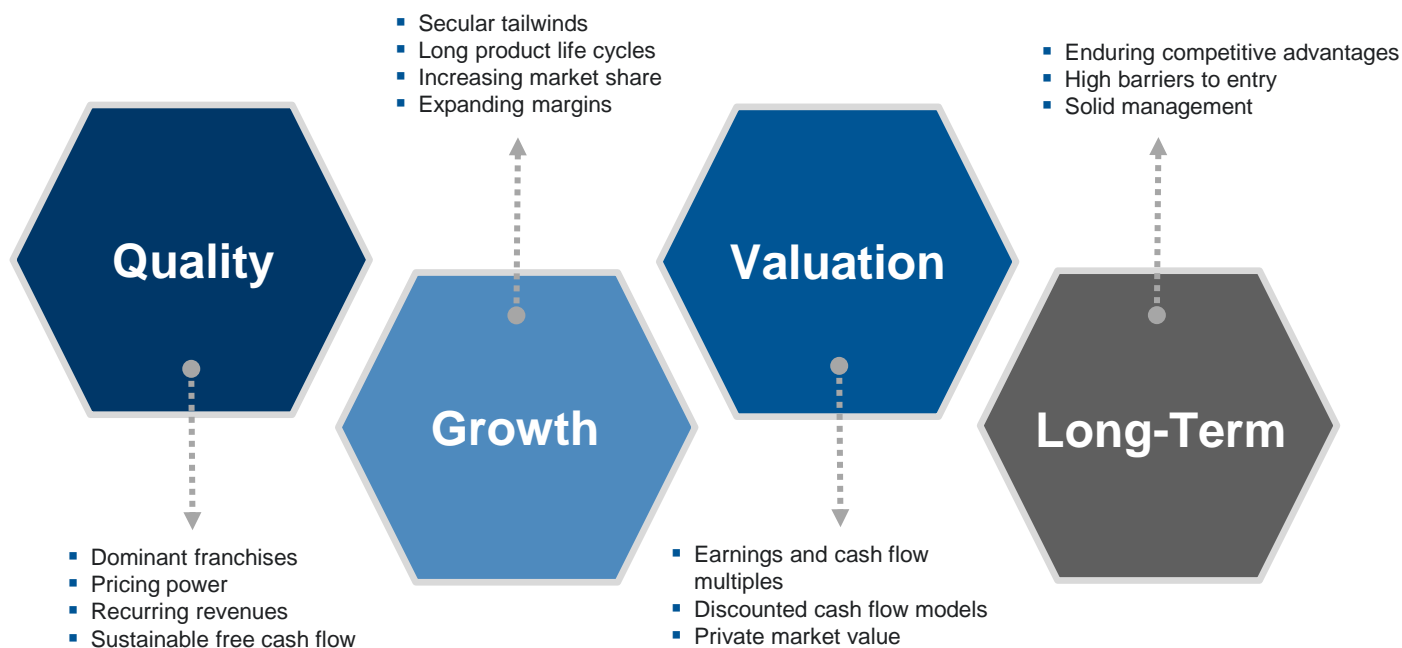 Quality
▪ Dominant franchises
▪ Pricing power
▪ Recurring revenues
▪ Sustainable free cash flow
▪ Secular tailwinds
▪ Long product life cycles
▪ Increasing market share
▪ Expanding margins
Growth
Valuation
▪ Earnings and cash flow
multiples
▪ Discounted cash flow models
▪ Private market value
▪ Enduring competitive advantages
▪ High barriers to entry
▪ Solid management
Long-Term